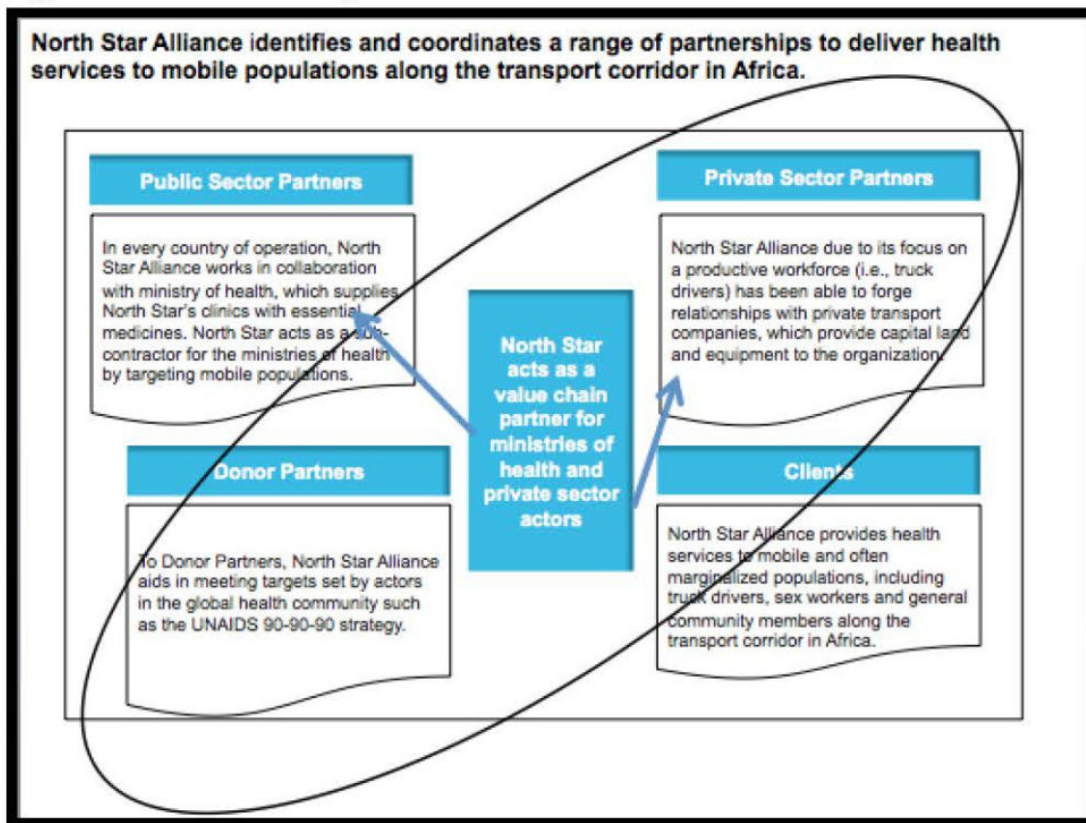 North Star Alliance identifies and coordinates a range of partnerships to deliver health
services to mobile populations along the transport corridor in Africa.
Public Sector Partners
In every country of operation, North
Star Alliance works in collaboration
with ministry of health, which supplies
North Star's clinics with essential
medicines. North Star acts as a sub-
contractor for the ministries of health
by targeting mobile populations.
Private Sector Partners
North Star Alliance due to its focus on
a productive workforce (i.e., truck
drivers) has been able to forge
relationships with private transport
companies, which provide capital land
and equipment to the organization.
North Star
acts as a
value chain
partner for
ministries of
health and
private sector
actors
Donor Partners
To Donor Partners, North Star Alliance
aids in meeting targets set by actors
in the global health community such
as the UNAIDS 90-90-90 strategy.
Clients
North Star Alliance provides health
services to mobile and often
marginalized populations, including
truck drivers, sex workers and general
community members along the
transport corridor in Africa.